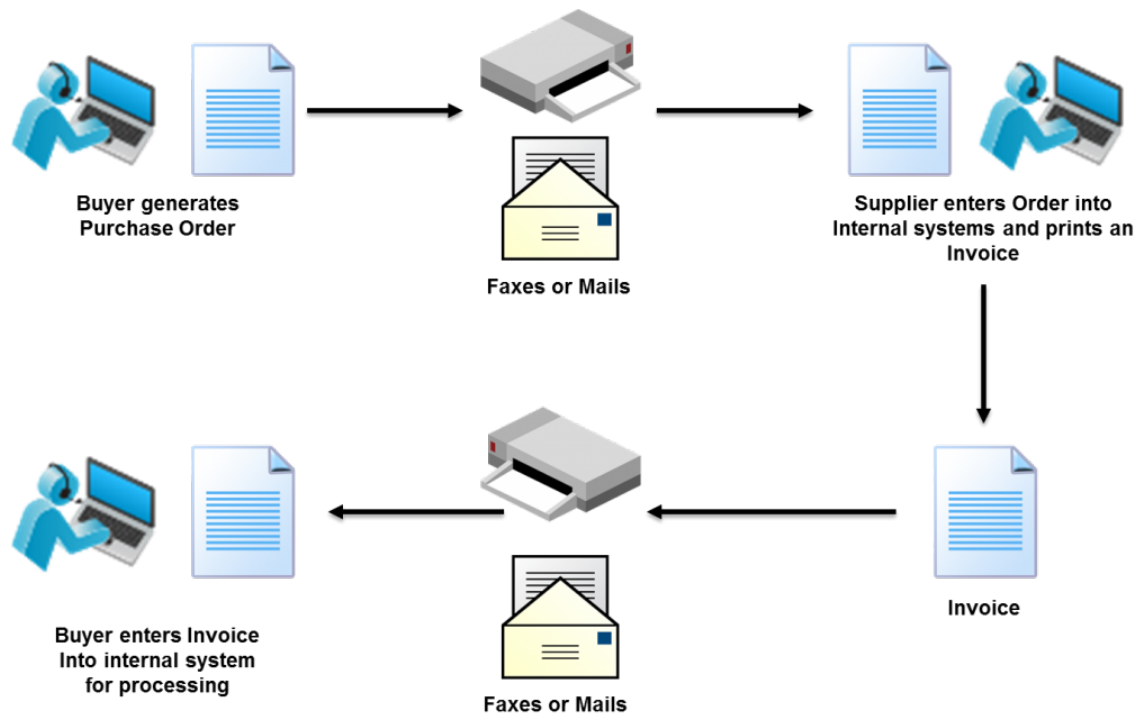 Buyer generates
Purchase Order
Faxes or Mails
Supplier enters Order into
Internal systems and prints an
Invoice
Invoice
Faxes or Mails
Buyer enters Invoice
Into internal system
for processing